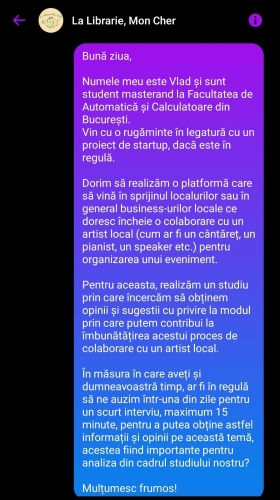 La Librarie, Mon Cher
Bună ziua,
Numele meu este Vlad și sunt
student masterand la Facultatea de
Automatică și Calculatoare din
București.
Vin cu o rugăminte în legatură cu un
proiect de startup, dacă este în
regulă.
Dorim să realizăm o platformă care
să vină în sprijinul localurilor sau în
general business-urilor locale ce
doresc încheie o colaborare cu un
artist local (cum ar fi un cântăreț, un
pianist, un speaker etc.) pentru
organizarea unui eveniment.
Pentru aceasta, realizăm un studiu
prin care încercăm să obținem
opinii și sugestii cu privire la modul
prin care putem contribui la
îmbunătățirea acestui proces de
colaborare cu un artist local.
În măsura în care aveți și
dumneavoastră timp, ar fi în regulă
să ne auzim într-una din zile pentru
un scurt interviu, maximum 15
minute, pentru a putea obține astfel
informații și opinii pe această temă,
acestea fiind importante pentru
analiza din cadrul studiului nostru?
Mulțumesc frumos!